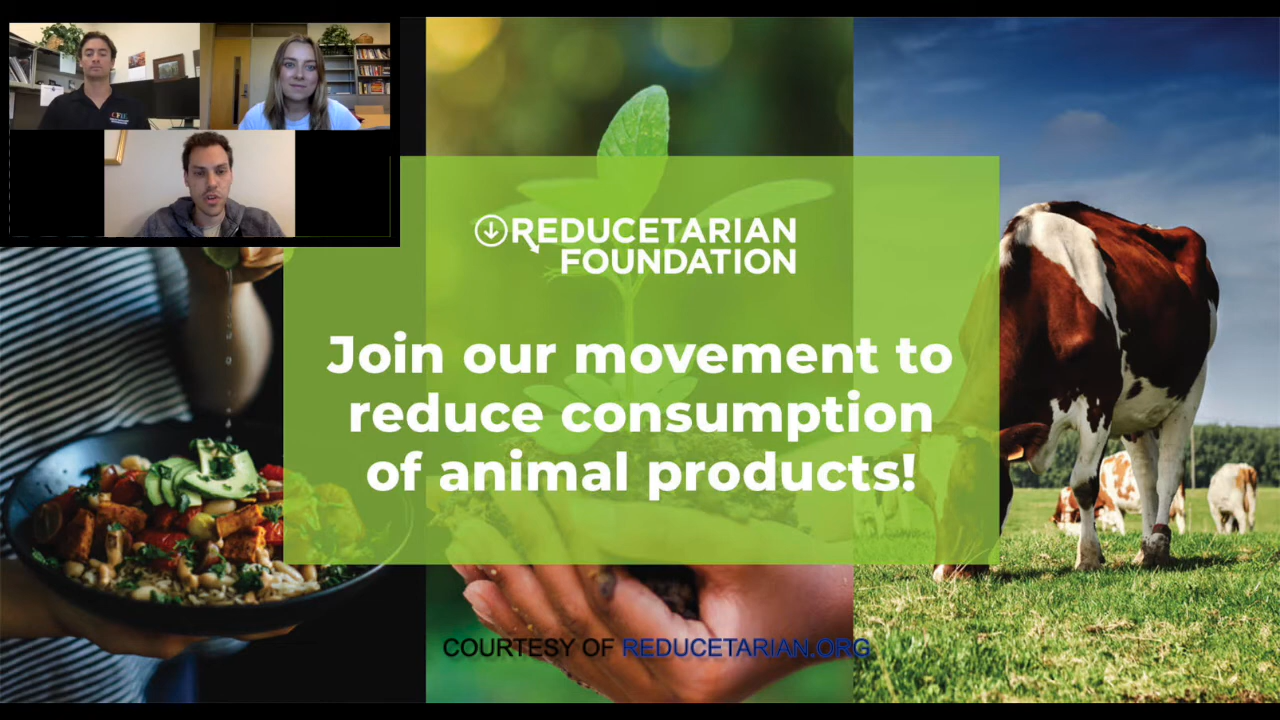 REDUCETARIAN
FOUNDATION
Join our movement to
reduce consumption
of animal products!
COURTESY OF REDUCETARIAN.ORG